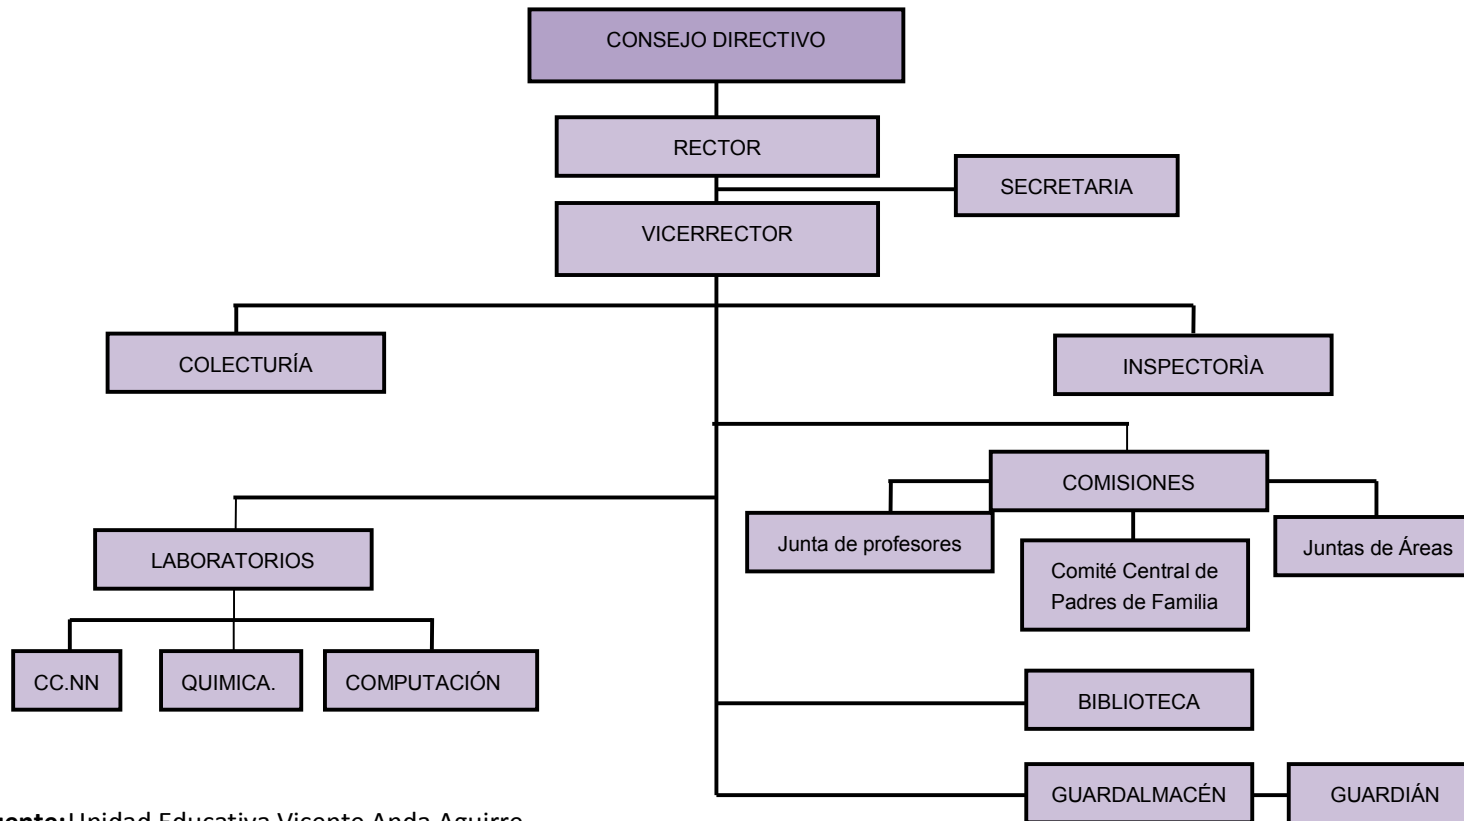 CONSEJO DIRECTIVO
RECTOR
SECRETARIA
VICERRECTOR
COLECTURÍA
INSPECTORÌA
COMISIONES
Junta de profesores
Comité Central de
Padres de Familia
Juntas de Áreas
LABORATORIOS
CC.NN
QUIMICA.
COMPUTACIÓN
BIBLIOTECA
GUARDALMACÉN
GUARDIÁN
Unidad Educativa Vicente Anda Aguirre